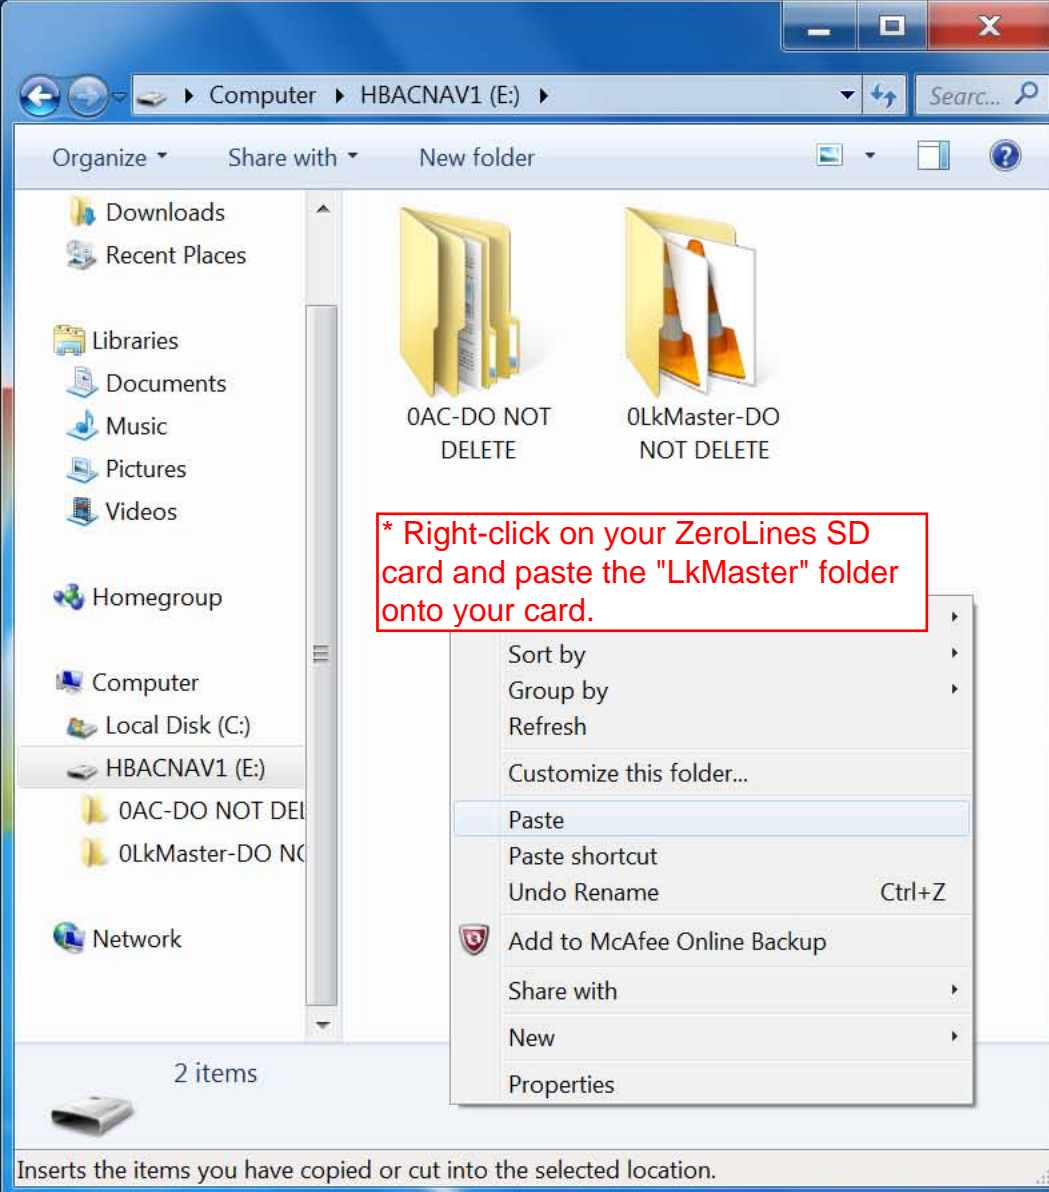 Computer HBACNAV1 (E:)
Searc...
Organize Share with New folder
Downloads
Recent Places
Libraries
Documents
Music
Pictures
Videos
Homegroup
Computer
Local Disk (C:)
HBACNAV1 (E:)
0AC-DO NOT DEL
0LkMaster-DO NO
Network
0AC-DO NOT
DELETE
0LkMaster-DO
NOT DELETE
* Right-click on your ZeroLines SD
card and paste the "LkMaster" folder
onto your card.
Sort by
Group by
Refresh
Customize this folder...
Paste
Paste shortcut
Undo Rename Ctrl+Z
Add to McAfee Online Backup
Share with
New
Properties
2 items
Inserts the items you have copied or cut into the selected location.